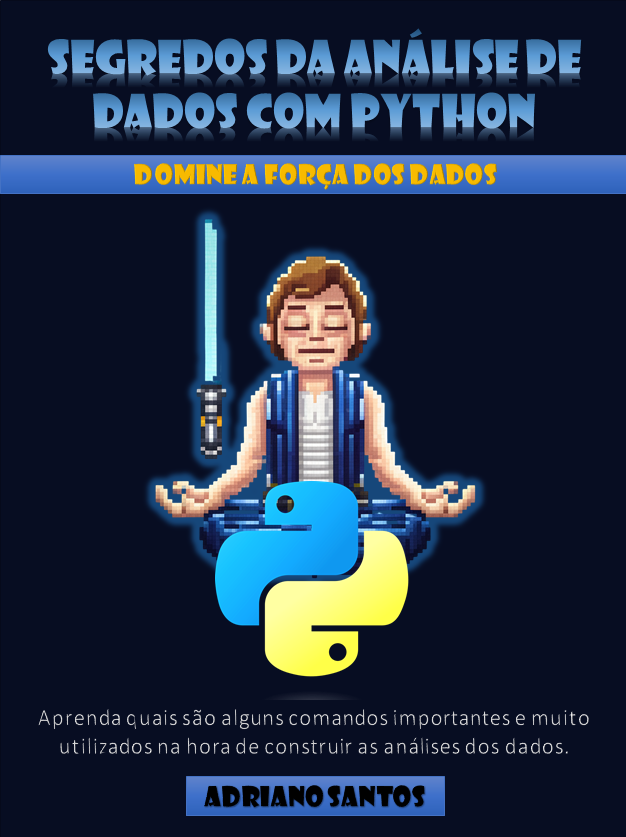 SEGREDOS DA ANÁLISE DE
DADOS COM PYTHON
DOMINE A FORÇA DOS DADOS
Aprenda quais são alguns comandos importantes e muito
utilizados na hora de construir as análises dos dados.
ADRIANO SANTOS